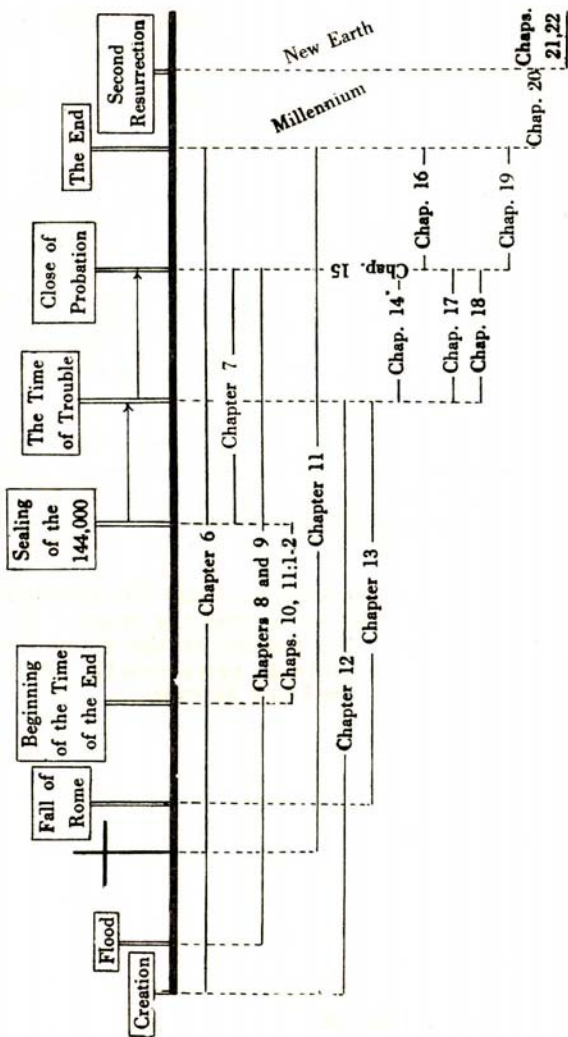 Creation
Flood
Fall of
Rome
Beginning
of the Time
of the End
Sealing
of the
144,000
The Time
of Trouble
Close of
Probation
The End
Second
Resurrection
Chapter 6
Chapter 7
Chapters 8 and 9
Chaps. 10, 11:1-2
Chapter 11
Chapter 12
Chapter 13
Chap. 14
Chap. 15
Chap. 16
Chap. 17
Chap. 18
Chap. 19
Chap. 20
Millennium
New Earth
Chaps.
21,22